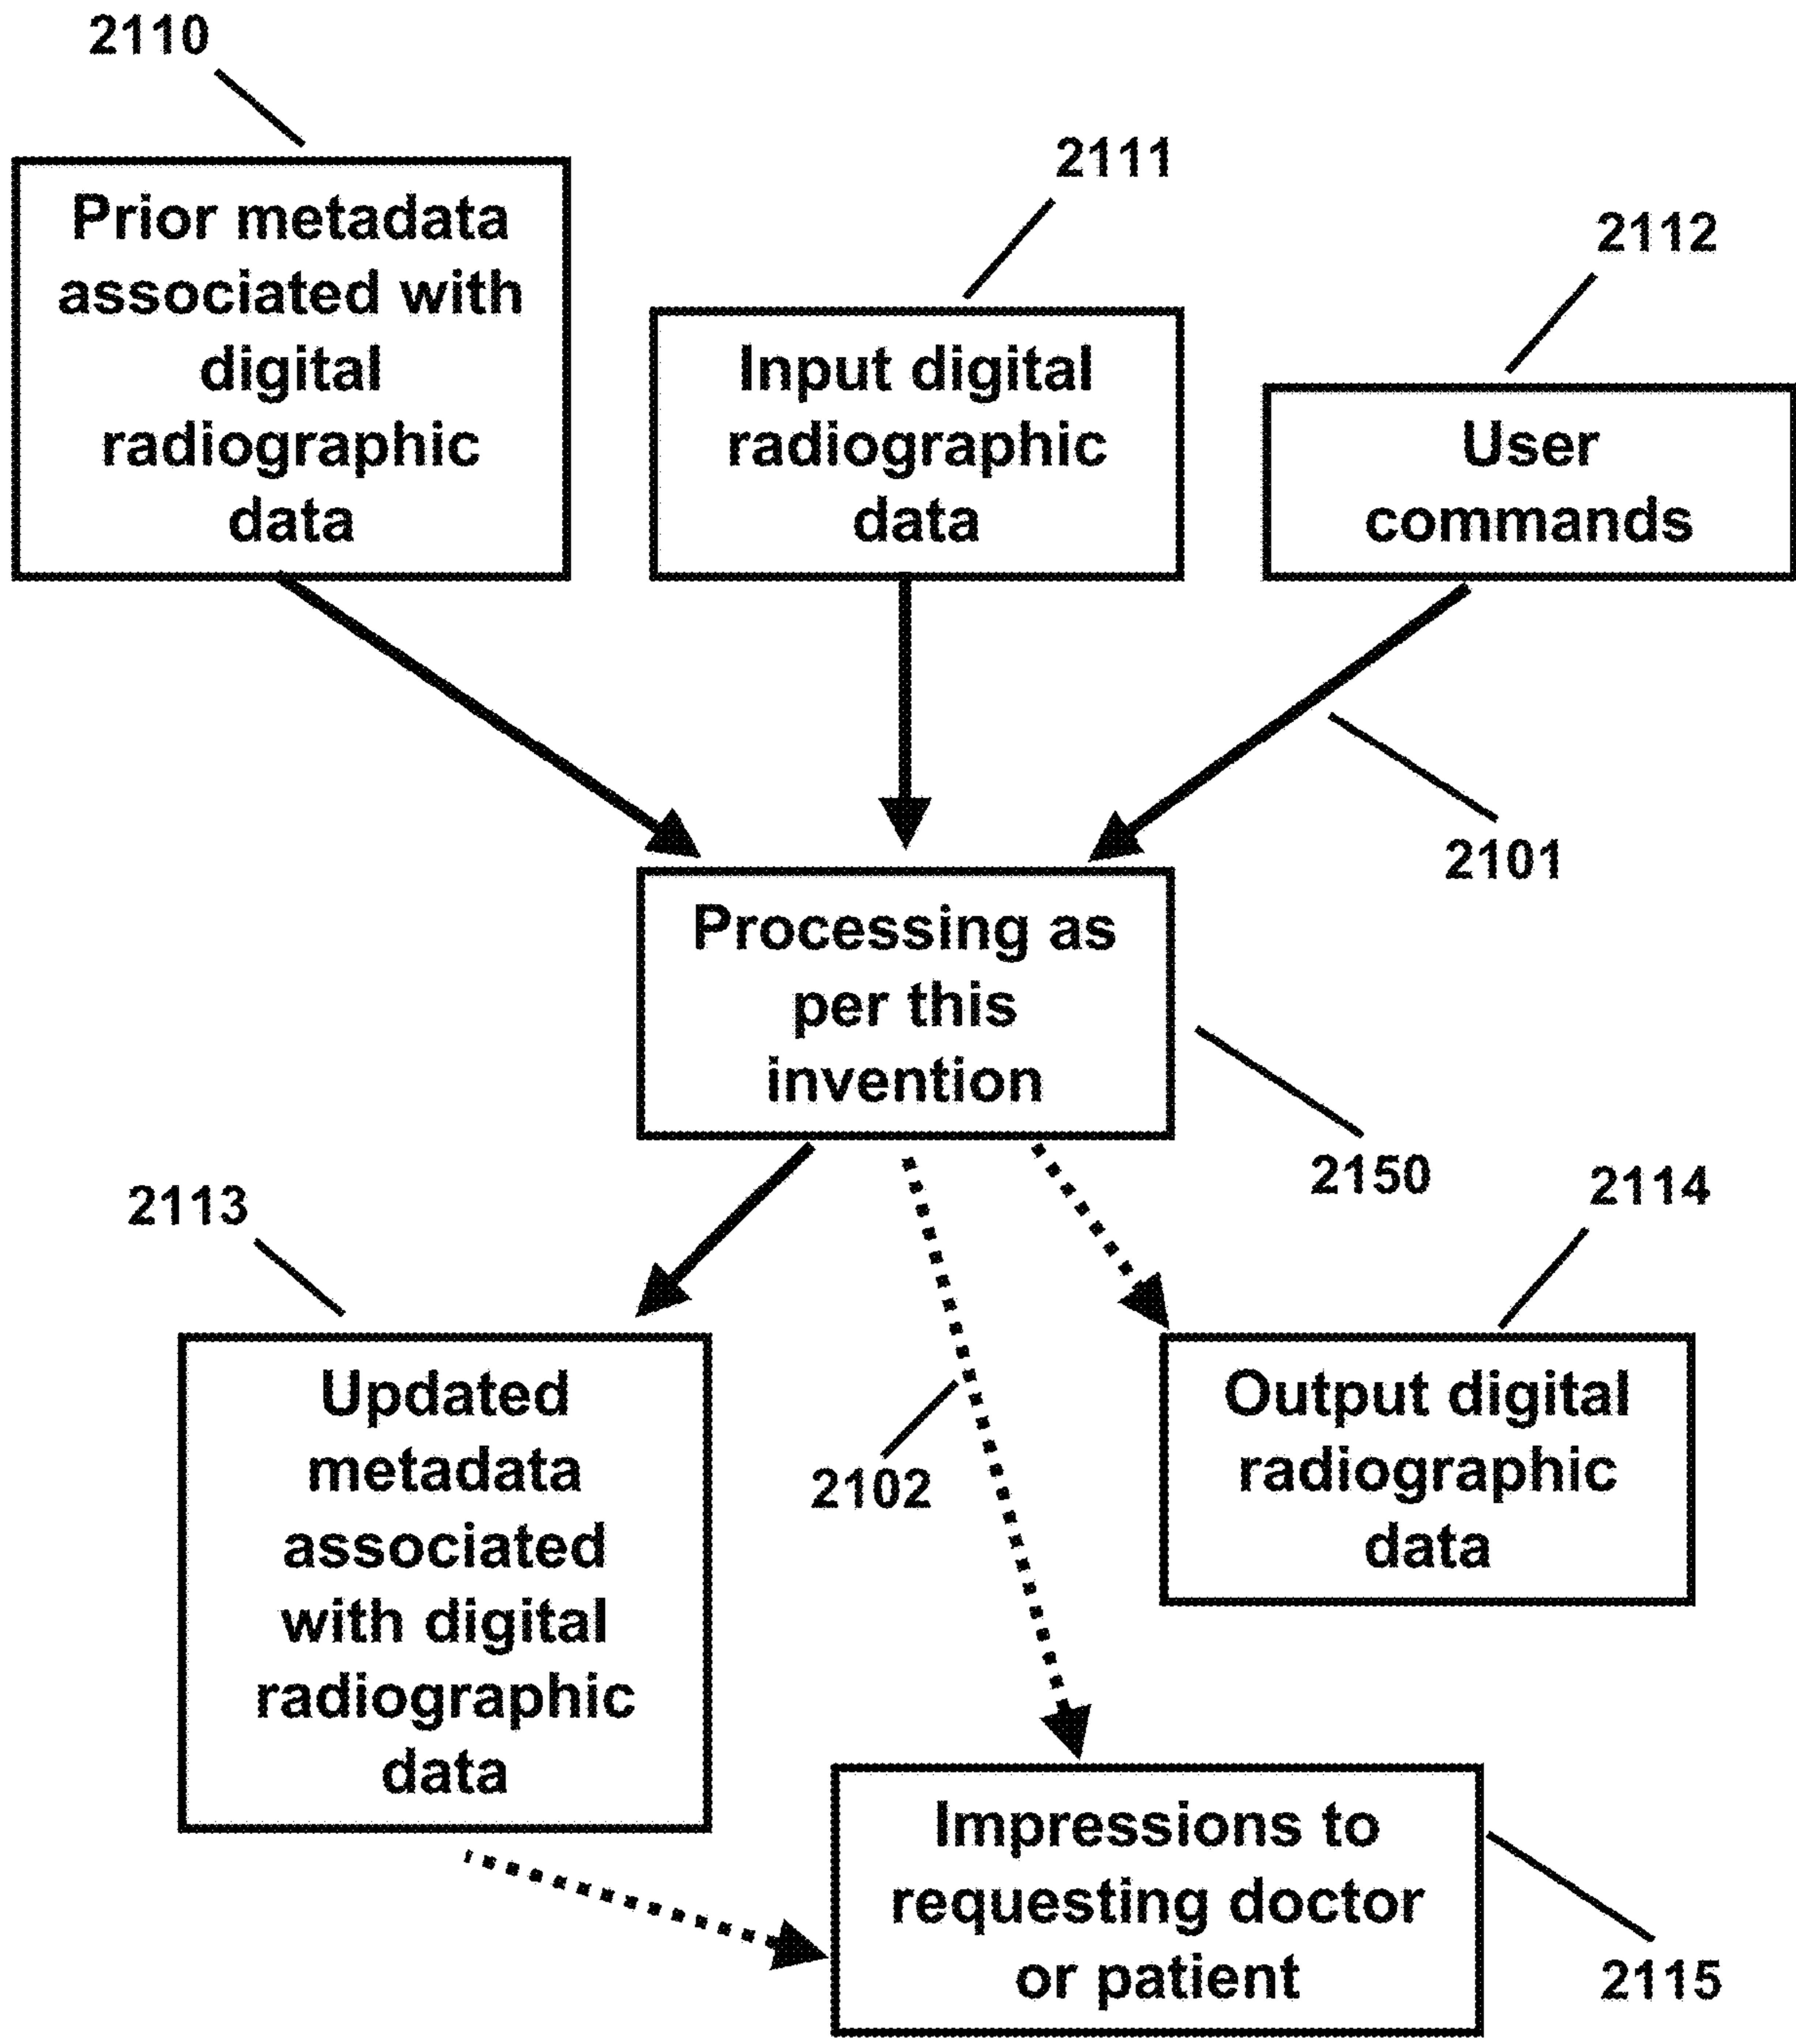 2110
Prior metadata
associated with
digital
radiographic
data
2111
Input digital
radiographic
data
2112
User
commands
2101
Processing as
per this
invention
2150
2113
Updated
metadata
associated
with digital
radiographic
data
2102
2114
Output digital
radiographic
data
Impressions to
requesting doctor
or patient
2115